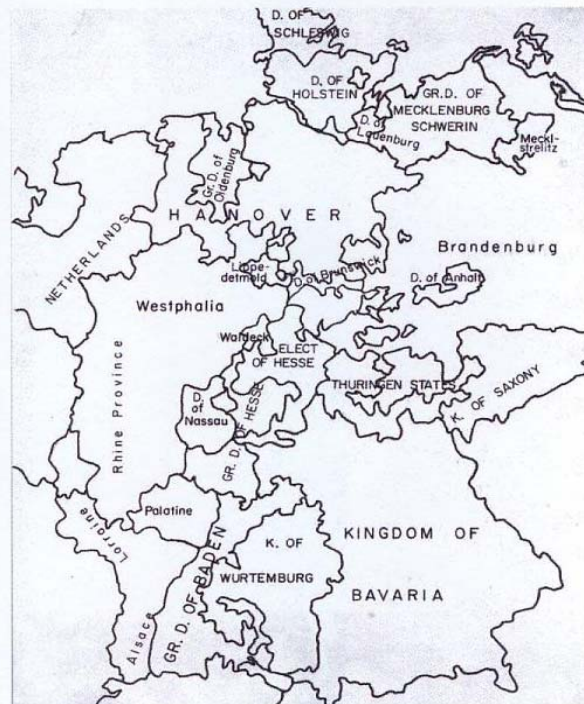 D. OF
SCHLESWIG
D. OF
HOLSTEIN
GR. D. OF
MECKLENBURG
SCHWERIN
D. of
Lauenburg
Meckl-
strelitz
Gr. D. of
Oldenburg
HANOVER
NETHERLANDS
Brandenburg
Lippe-
detmold
D. of Brunswick
D. of Anhalt
Westphalia
Waldeck
ELECT
OF HESSE
THURINGEN STATES
K. OF SAXONY
Rhine Province
D.
of
Nassau
GR. D. OF HESSE
Palatine
Lorraine
K. OF
WURTEMBURG
KINGDOM OF
BAVARIA
GR. D. OF BADEN
Alsace